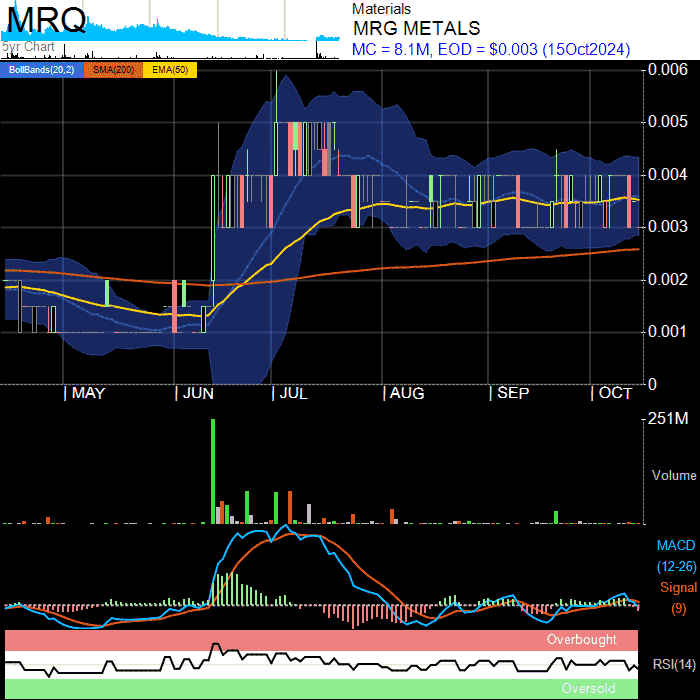 MRQ
5yr Chart
Materials
MRG METALS
MC = 8.1M, EOD = $0.003 (15Oct2024)
BollBands(20,2) SMA(200) EMA(50)
0.006
0.005
0.004
0.003
0.002
0.001
0
| MAY | JUN | JUL | AUG | SEP | OCT
251M
Volume
MACD
(12-26)
Signal
(9)
Overbought
RSI(14)
Oversold